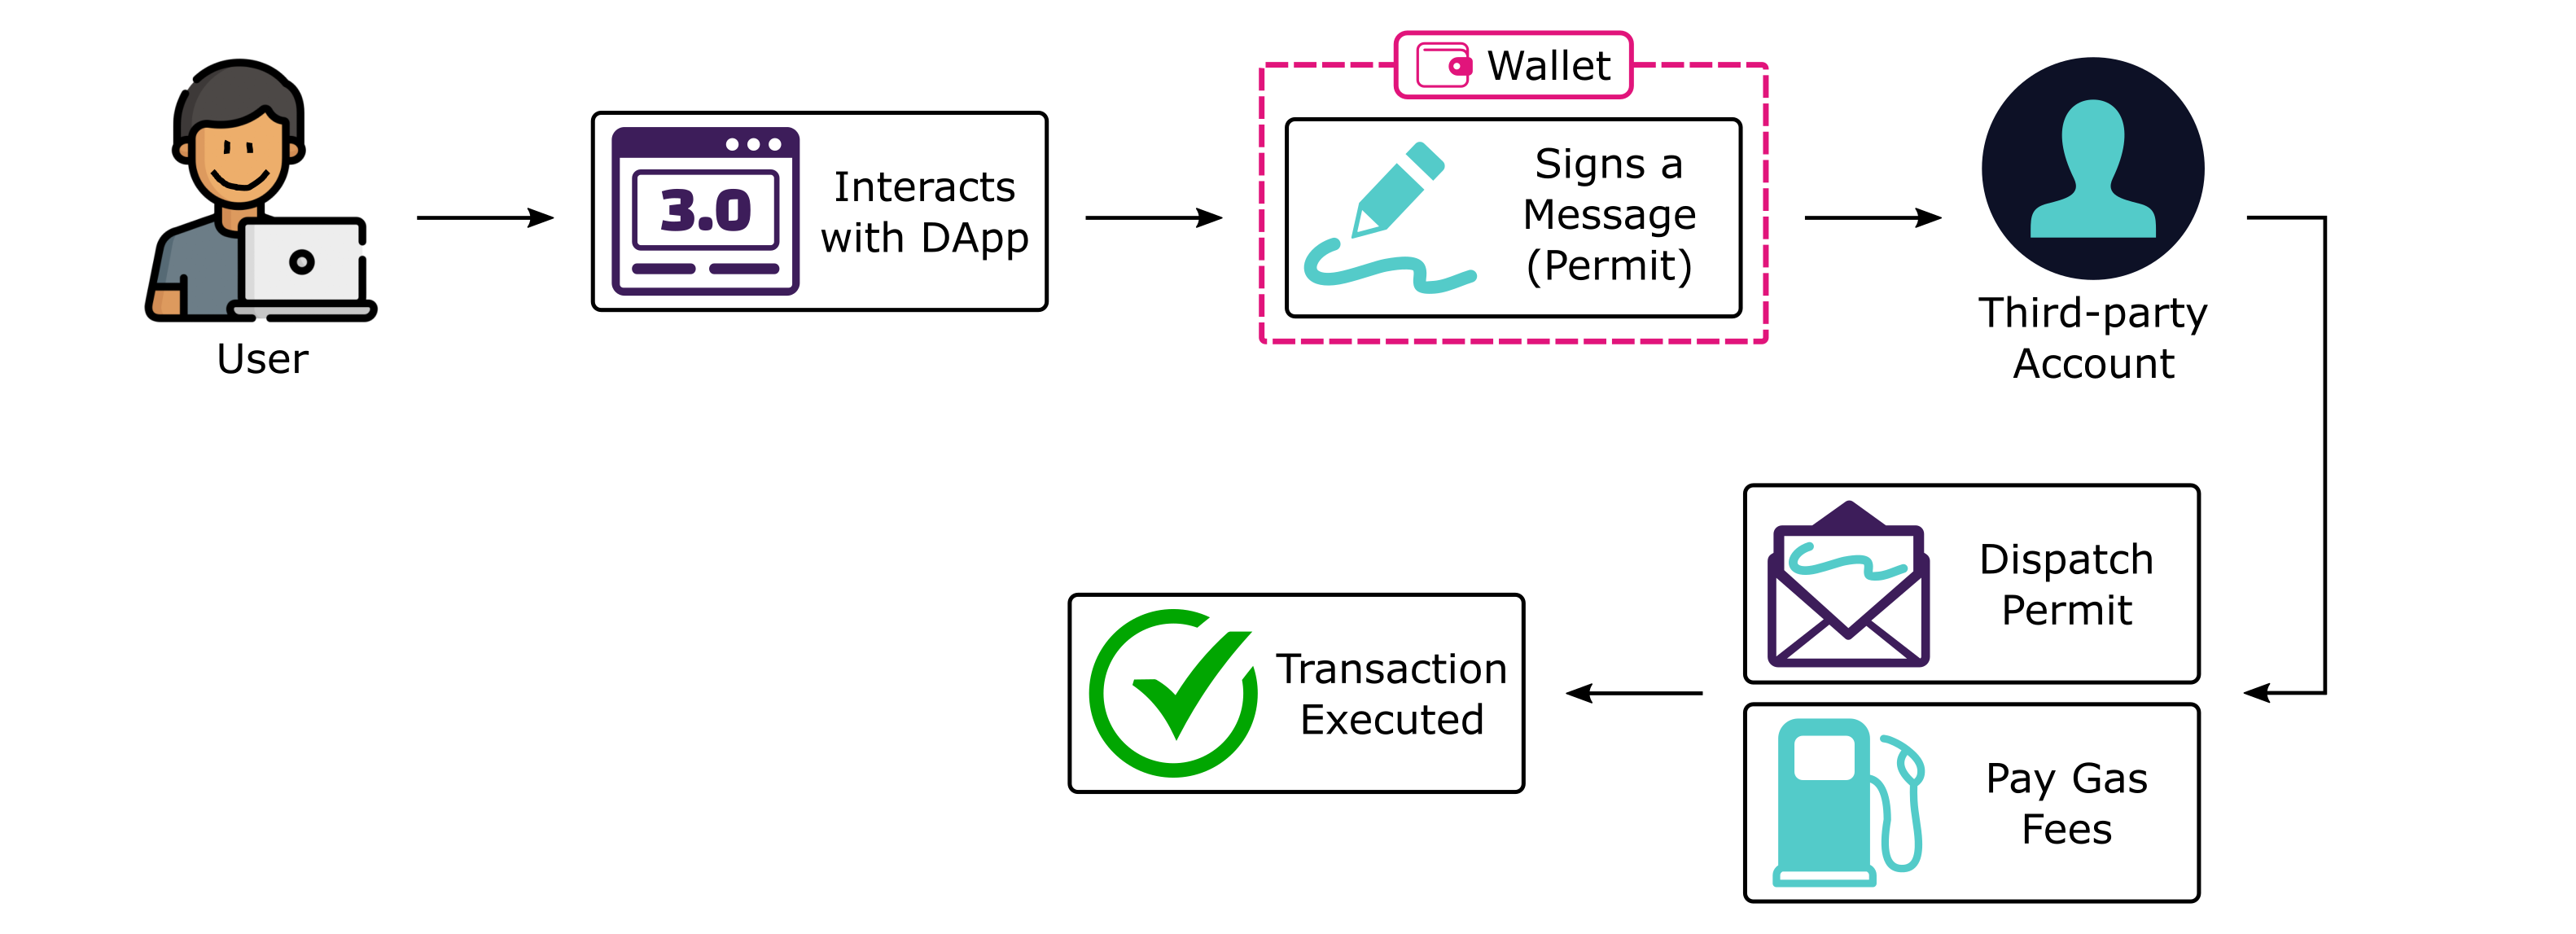 User
3.0
Interacts
with DApp
Wallet
Signs a
Message
(Permit)
Third-party
Account
Dispatch
Permit
Pay Gas
Fees
Transaction
Executed